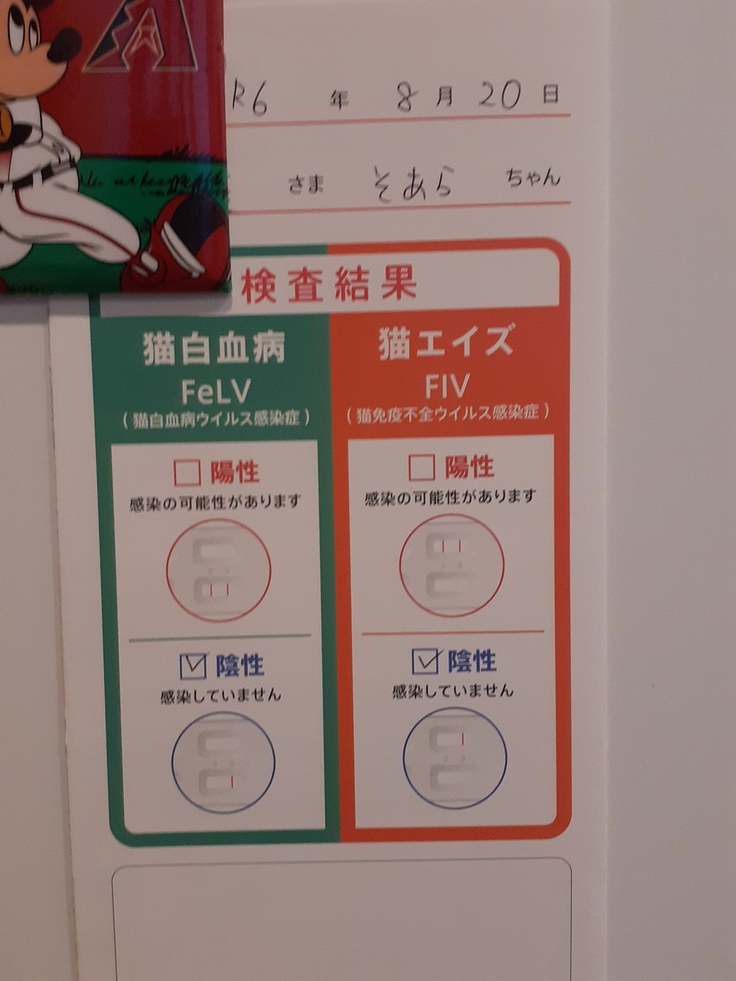 R6 年 8 月 20 日
さま そあら ちゃん
検査結果
猫白血病
FeLV
(猫白血病ウイルス感染症)
□ 陽性
感染の可能性があります
☑ 陰性
感染していません
猫エイズ
FIV
(猫免疫不全ウイルス感染症)
□ 陽性
感染の可能性があります
☑ 陰性
感染していません